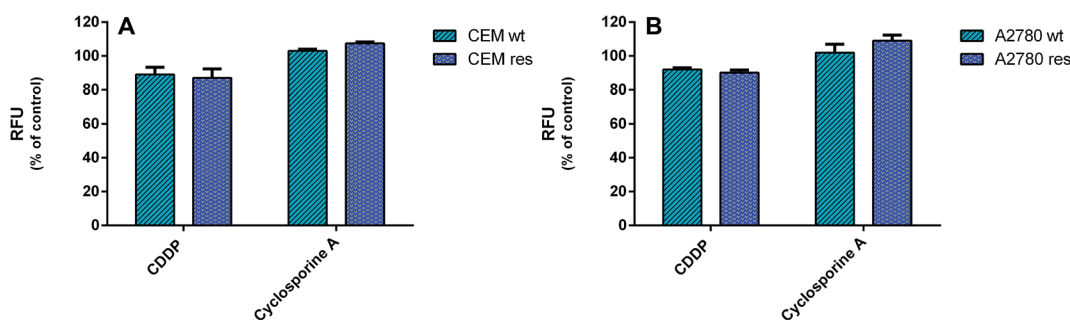 A
120
100
80
60
40
20
0
RFU
(% of control)
CDDP
Cyclosporine A
CEM wt
CEM res
B
120
100
80
60
40
20
0
RFU
(% of control)
CDDP
Cyclosporine A
A2780 wt
A2780 res